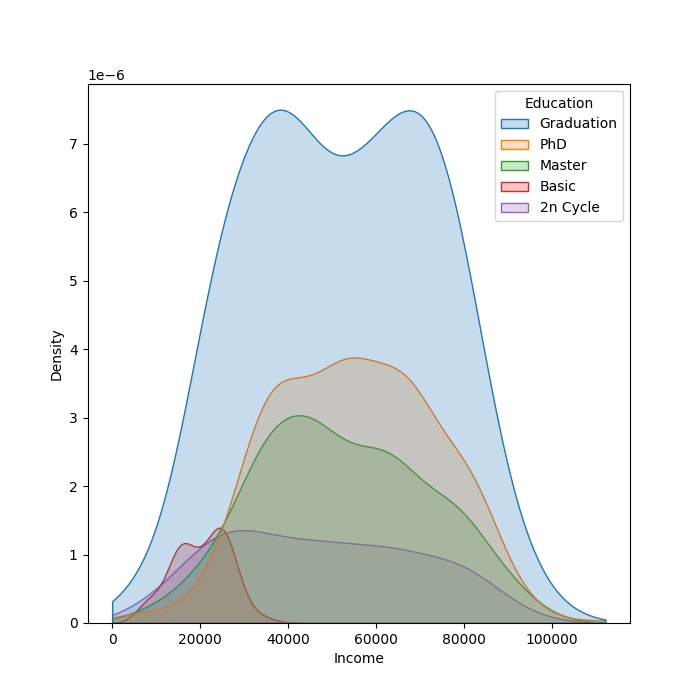 1e−6
Education
Graduation
PhD
Master
Basic
2n Cycle
7
6
5
4
3
2
1
0
Density
0 20000 40000 60000 80000 100000
Income